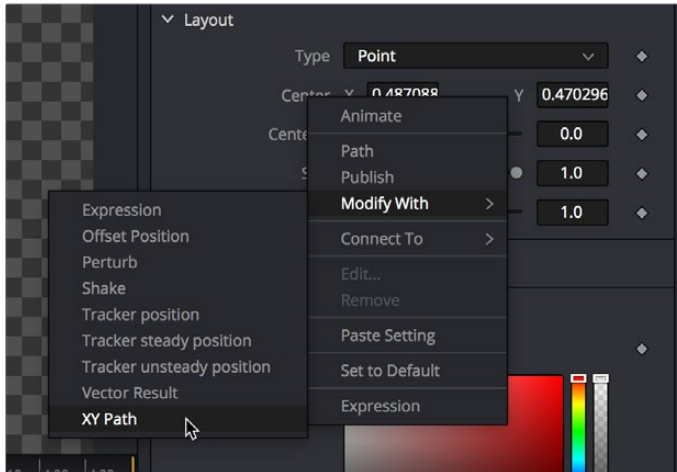 Layout
Type Point
Center X 0.487088 Y 0.470296
0.0
1.0
1.0
Animate
Path
Publish
Modify With
Connect To
Edit...
Remove
Paste Setting
Set to Default
Expression
Expression
Offset Position
Perturb
Shake
Tracker position
Tracker steady position
Tracker unsteady position
Vector Result
XY Path